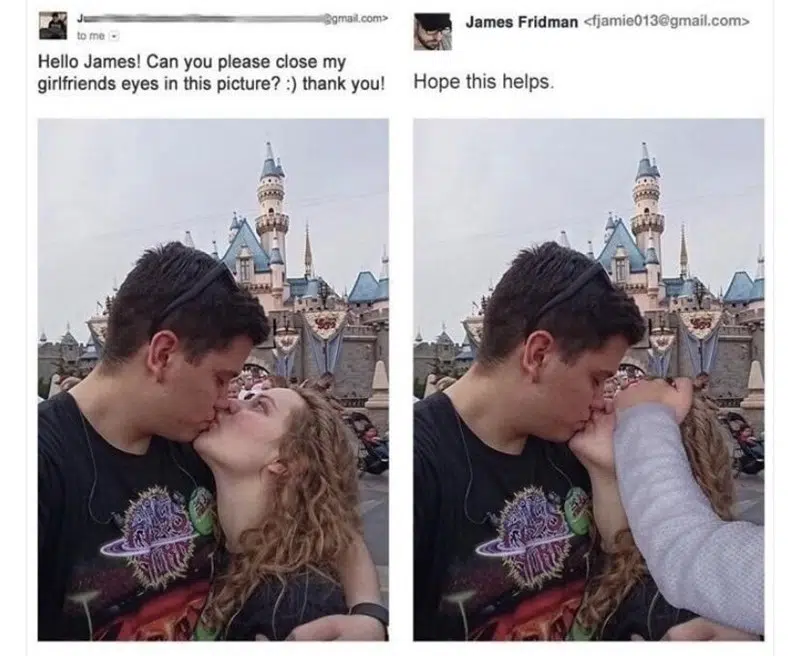 @gmail.com>
to me
Hello James! Can you please close my
girlfriends eyes in this picture? :) thank you!
James Fridman <fjamie013@gmail.com>
Hope this helps.